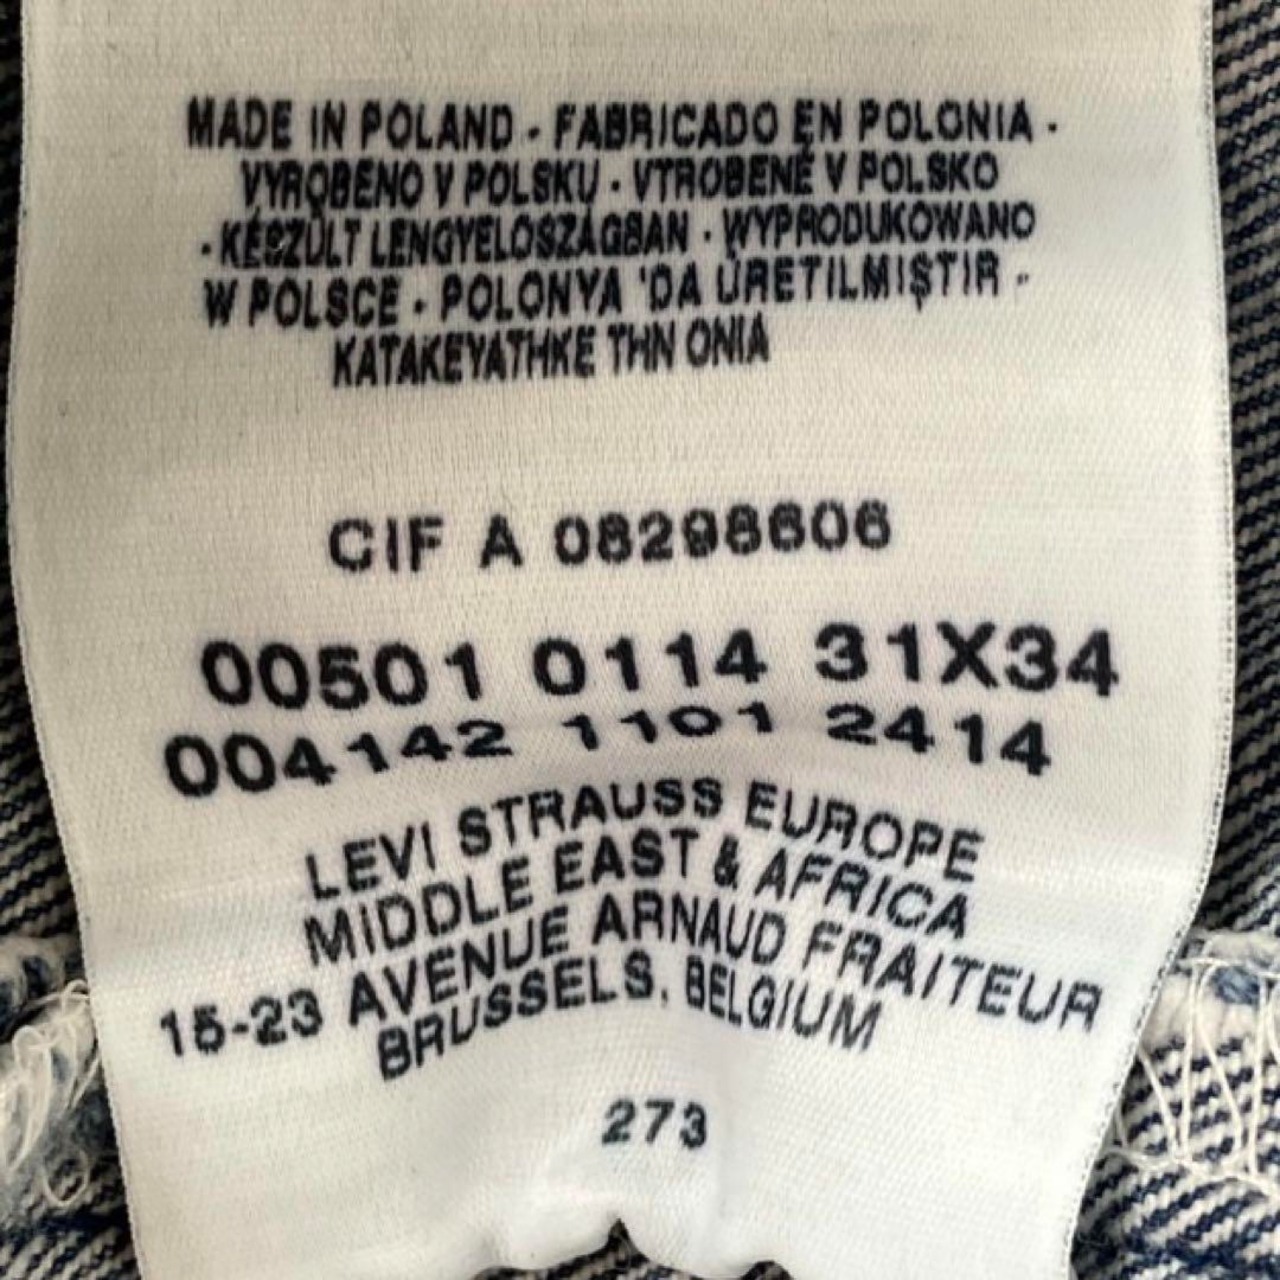 MADE IN POLAND · FABRICADO EN POLONIA ·
VYROBENO V POLSKU · VTROBENÉ V POLSKO
· KÉSZÜLT LENGYELOSZÁGBAN · WYPRODUKOWANO
W POLSCE · POLONYA 'DA ÜRETILMIŞTIR ·
KATAKEYATHKE THN ONIA
CIF A 08298606
00501 0114 31X34
004142 1101 2414
LEVI STRAUSS EUROPE
MIDDLE EAST & AFRICA
15-23 AVENUE ARNAUD FRAITEUR
BRUSSELS, BELGIUM
273